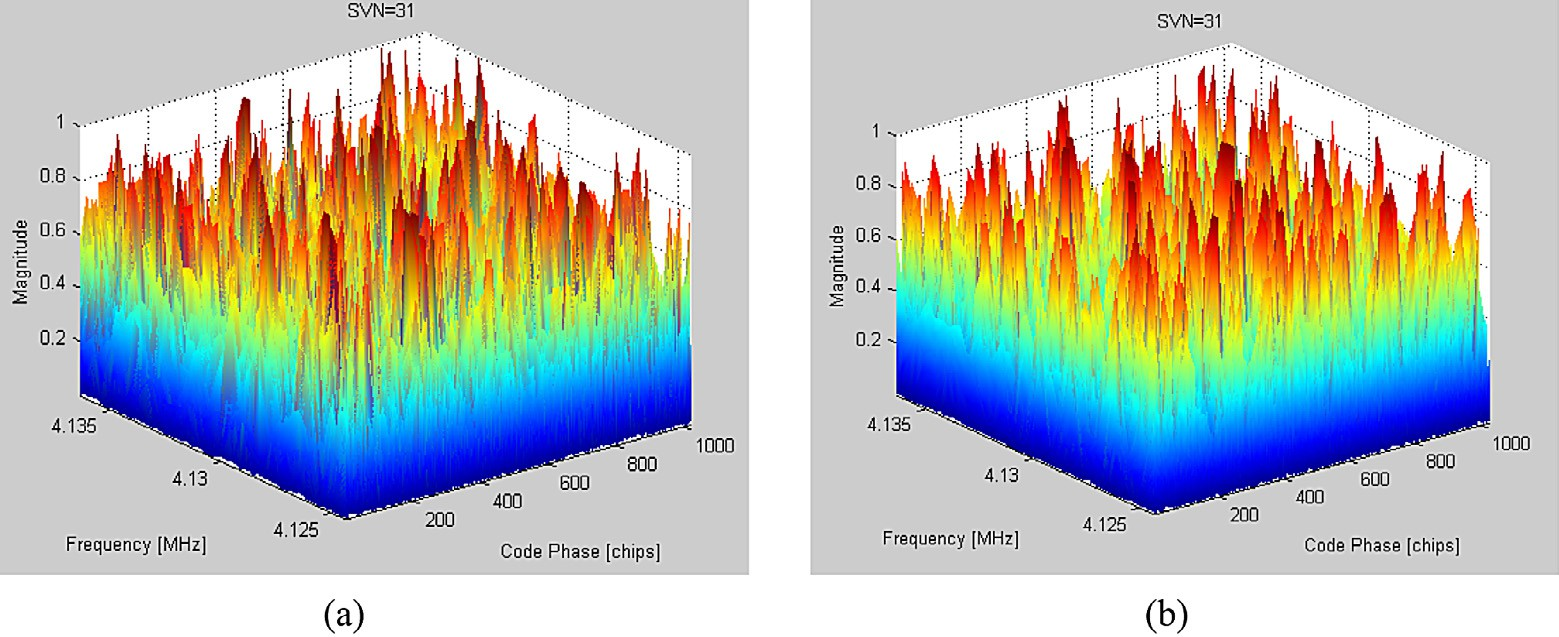 SVN=31
1
0.8
0.6
0.4
0.2
Magnitude
4.135
4.13
4.125
Frequency [MHz]
200
400
600
800
1000
Code Phase [chips]
(a)
SVN=31
1
0.8
0.6
0.4
0.2
Magnitude
4.135
4.13
4.125
Frequency [MHz]
200
400
600
800
1000
Code Phase [chips]
(b)